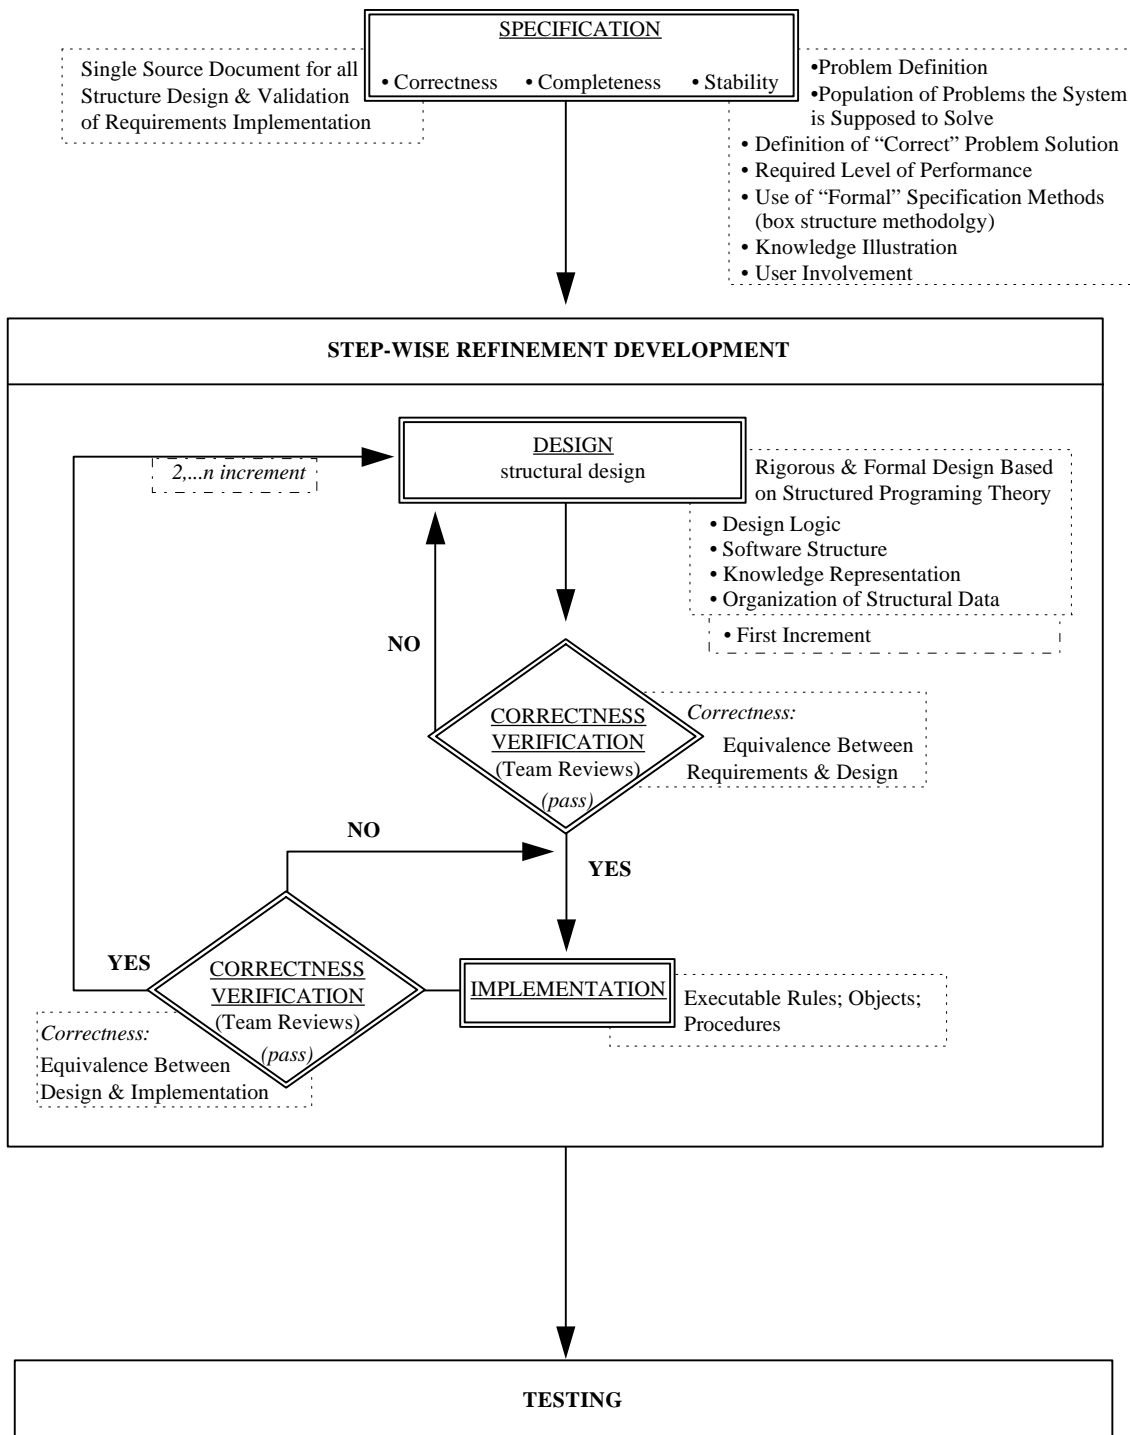 SPECIFICATION
• Correctness • Completeness • Stability
Single Source Document for all
Structure Design & Validation
of Requirements Implementation
•Problem Definition
•Population of Problems the System
is Supposed to Solve
• Definition of “Correct” Problem Solution
• Required Level of Performance
• Use of “Formal” Specification Methods
(box structure methodolgy)
• Knowledge Illustration
• User Involvement
STEP-WISE REFINEMENT DEVELOPMENT
DESIGN
structural design
2,...n increment
Rigorous & Formal Design Based
on Structured Programing Theory
• Design Logic
• Software Structure
• Knowledge Representation
• Organization of Structural Data
• First Increment
NO
CORRECTNESS
VERIFICATION
(Team Reviews)
(pass)
Correctness:
Equivalence Between
Requirements & Design
NO
YES
YES
CORRECTNESS
VERIFICATION
(Team Reviews)
(pass)
Correctness:
Equivalence Between
Design & Implementation
IMPLEMENTATION
Executable Rules; Objects;
Procedures
TESTING